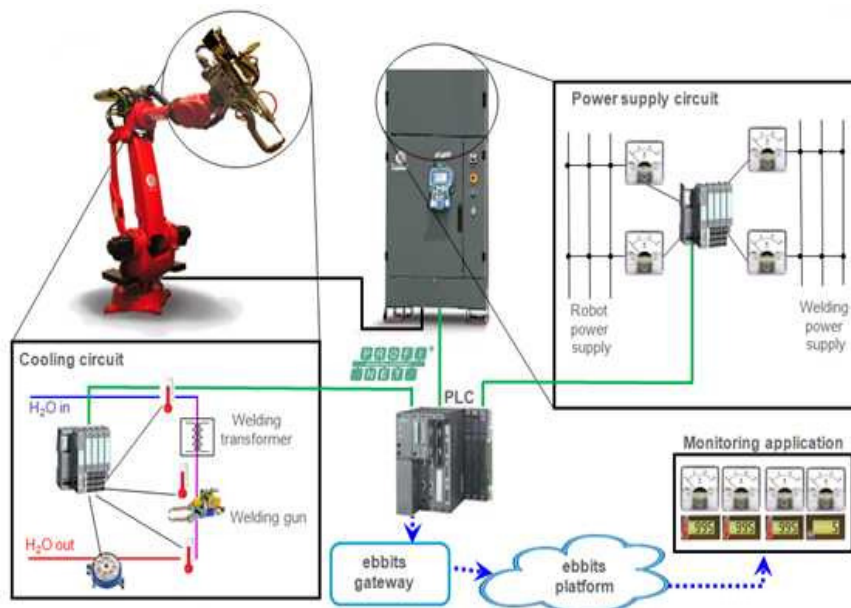 Power supply circuit
Robot
power
supply
Welding
power
supply
Cooling circuit
H₂O in
Welding
transformer
Welding gun
H₂O out
PROFI
NET
PLC
Monitoring application
995
995
995
5
ebbits
gateway
ebbits
platform